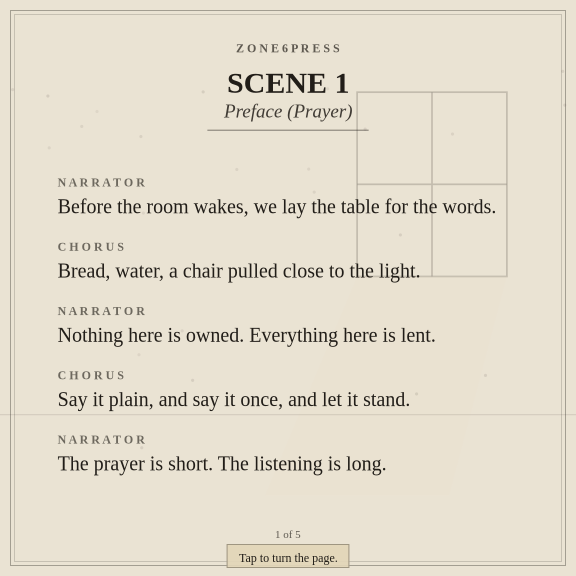 ZONE6PRESS
SCENE 1
Preface (Prayer)
NARRATOR
Before the room wakes, we lay the table for the words.
CHORUS
Bread, water, a chair pulled close to the light.
NARRATOR
Nothing here is owned. Everything here is lent.
CHORUS
Say it plain, and say it once, and let it stand.
NARRATOR
The prayer is short. The listening is long.
1 of 5
Tap to turn the page.